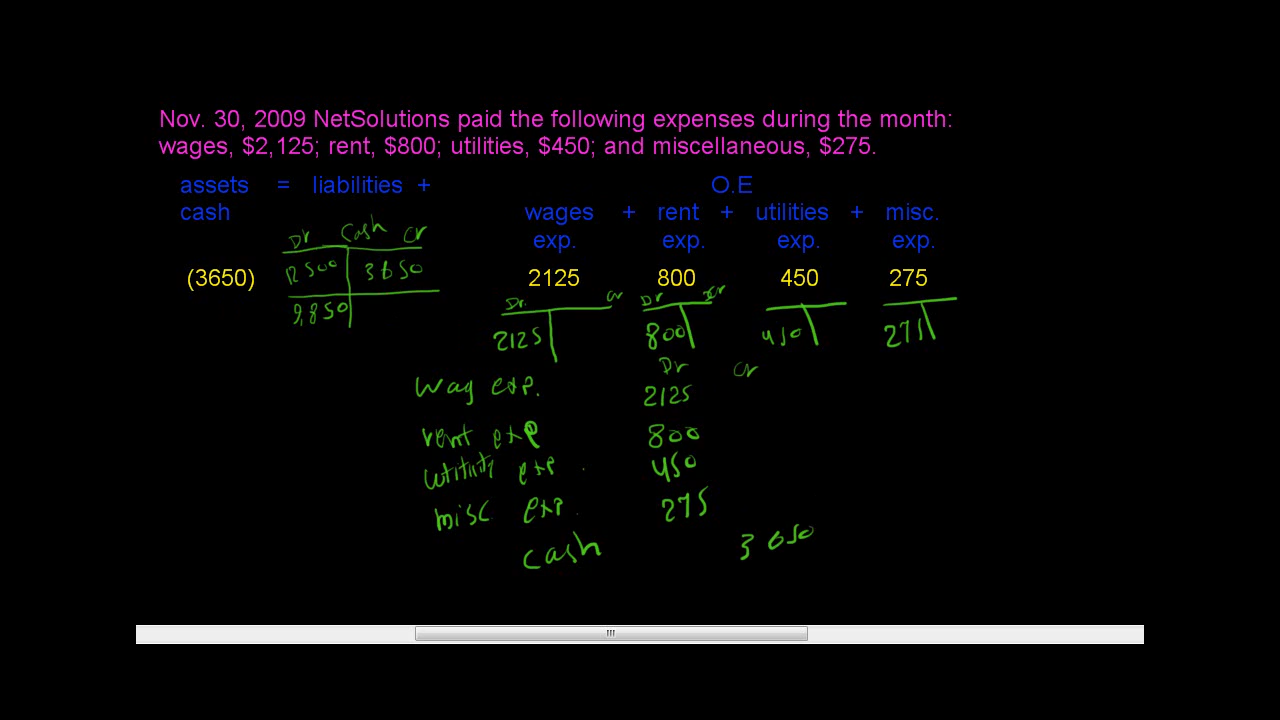 Nov. 30, 2009 NetSolutions paid the following expenses during the month:
wages, $2,125; rent, $800; utilities, $450; and miscellaneous, $275.
assets = liabilities + O.E
cash wages + rent + utilities + misc.
exp. exp. exp. exp.
Dr Cash Cr
(3650) 12500 3650 2125 800 450 275
Dr. Cr Dr Cr
9,850
2125 800 450 275
Dr Cr
wag exp. 2125
rent exp 800
exp. 450
misc exp. 275
cash 3650